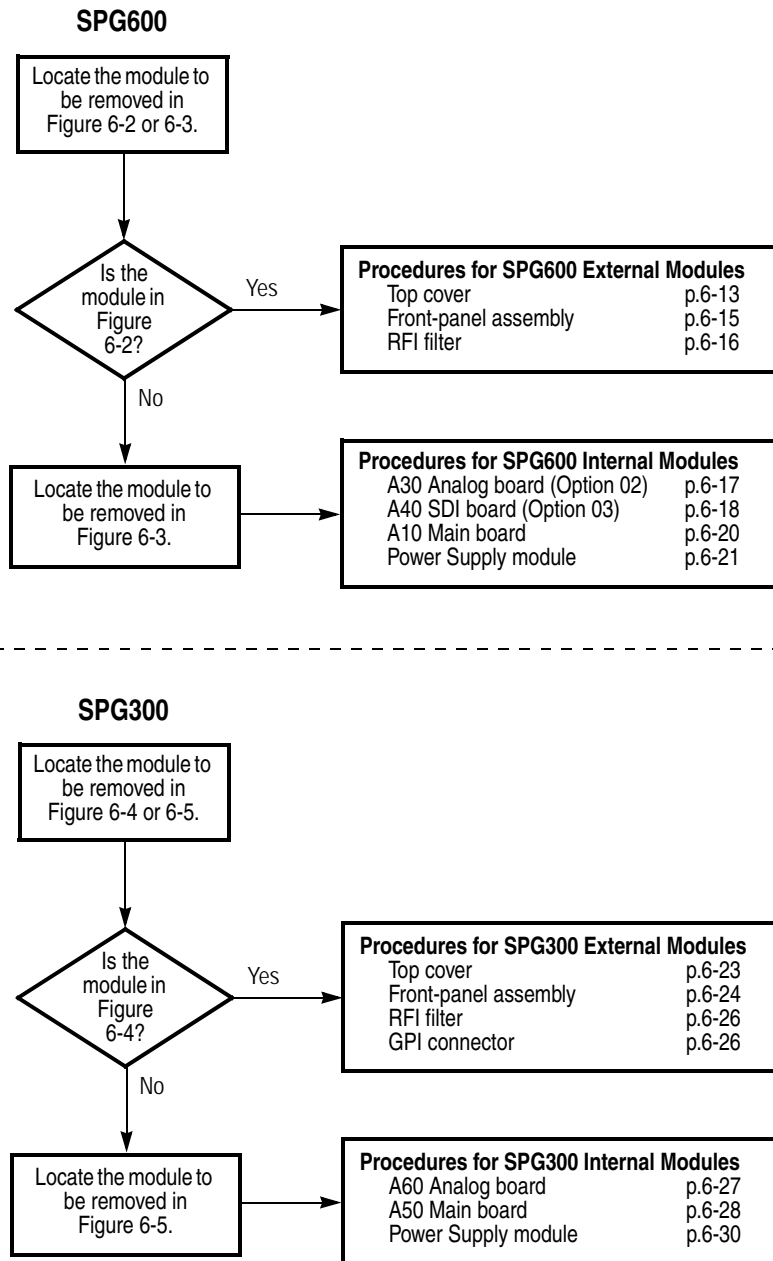 SPG600
Locate the module to
be removed in
Figure 6-2 or 6-3.
Is the
module in
Figure
6-2?
Yes
No
Procedures for SPG600 External Modules
Top cover p.6-13
Front-panel assembly p.6-15
RFI filter p.6-16
Locate the module to
be removed in
Figure 6-3.
Procedures for SPG600 Internal Modules
A30 Analog board (Option 02) p.6-17
A40 SDI board (Option 03) p.6-18
A10 Main board p.6-20
Power Supply module p.6-21
SPG300
Locate the module to
be removed in
Figure 6-4 or 6-5.
Is the
module in
Figure
6-4?
Yes
No
Procedures for SPG300 External Modules
Top cover p.6-23
Front-panel assembly p.6-24
RFI filter p.6-26
GPI connector p.6-26
Locate the module to
be removed in
Figure 6-5.
Procedures for SPG300 Internal Modules
A60 Analog board p.6-27
A50 Main board p.6-28
Power Supply module p.6-30